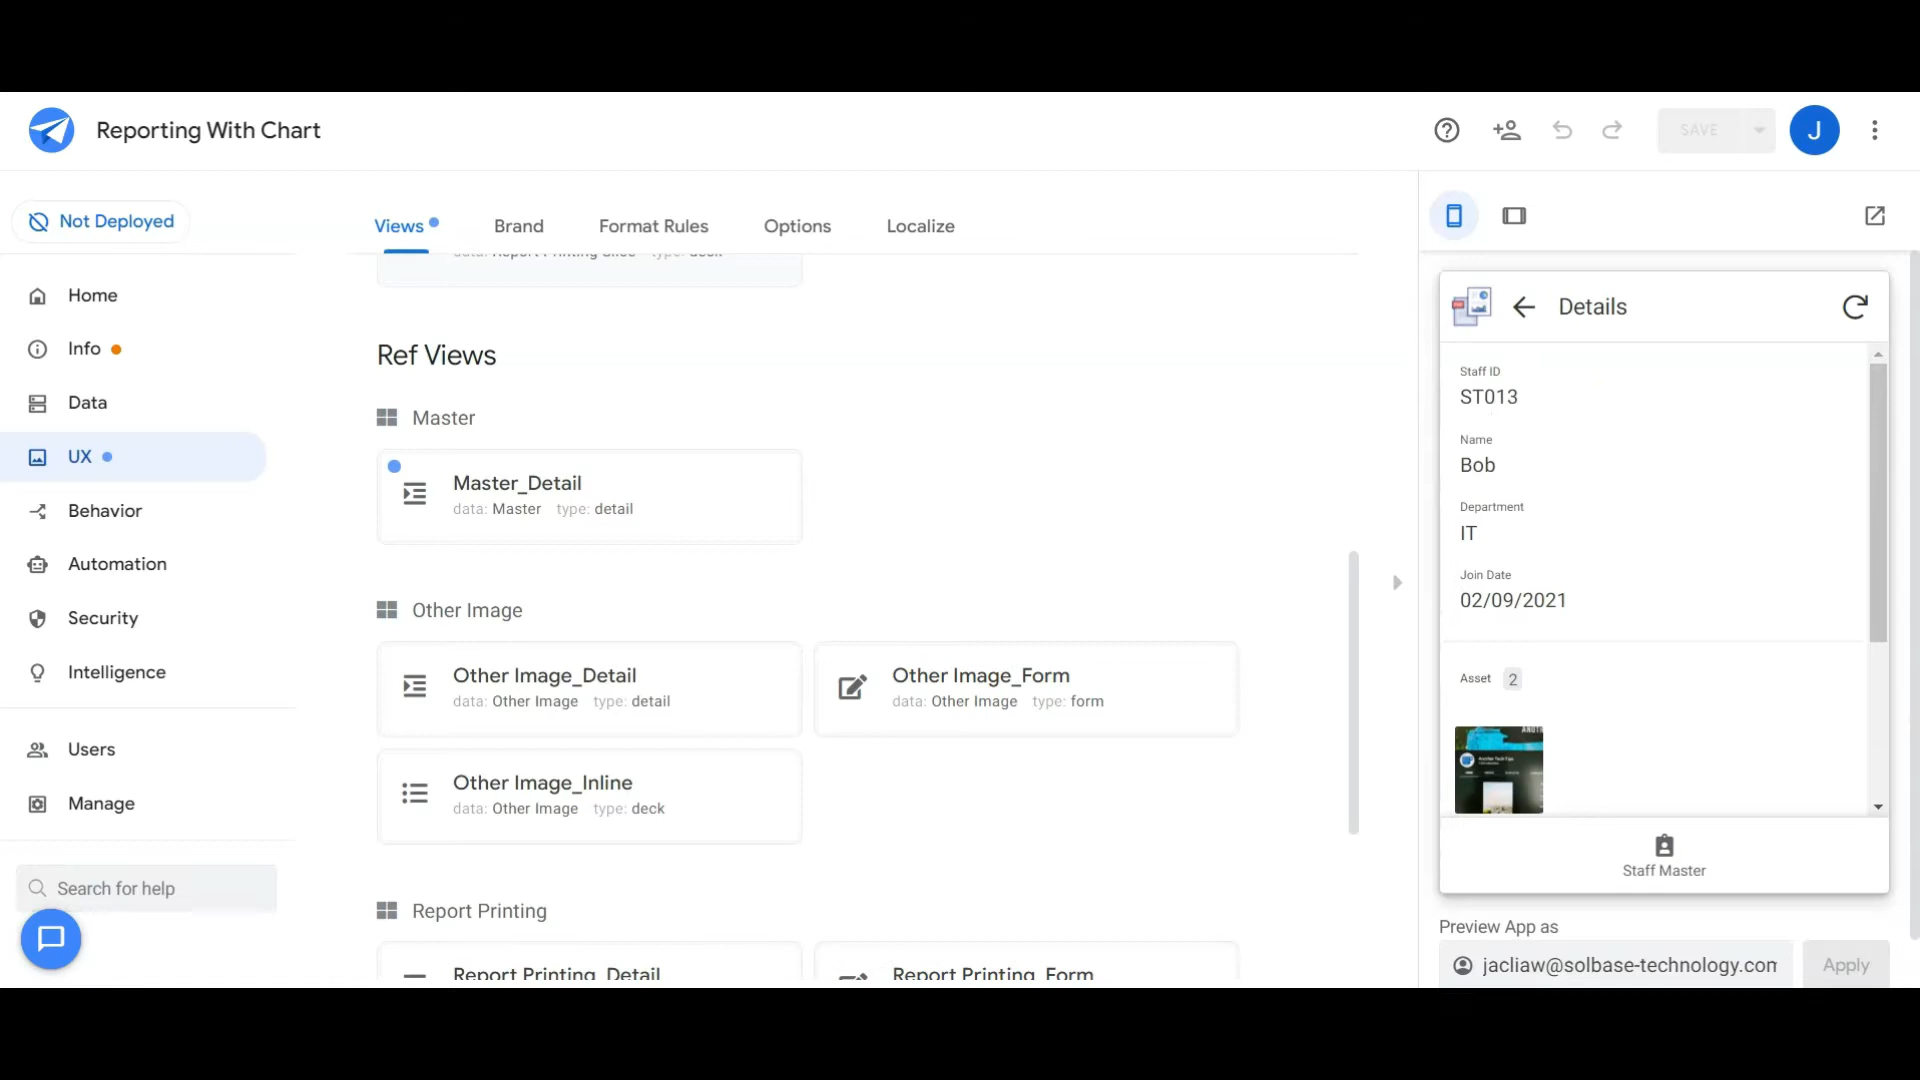 Reporting With Chart
SAVE
J
Not Deployed
Views
Brand
Format Rules
Options
Localize
data: Report Printing Slice type: deck
Home
Info
Data
UX
Behavior
Automation
Security
Intelligence
Users
Manage
Search for help
Ref Views
Master
Master_Detail
data: Master type: detail
Other Image
Other Image_Detail
data: Other Image type: detail
Other Image_Form
data: Other Image type: form
Other Image_Inline
data: Other Image type: deck
Report Printing
Report Printing_Detail
Report Printing_Form
Details
Staff ID
ST013
Name
Bob
Department
IT
Join Date
02/09/2021
Asset 2
Staff Master
Preview App as
jacliaw@solbase-technology.com
Apply